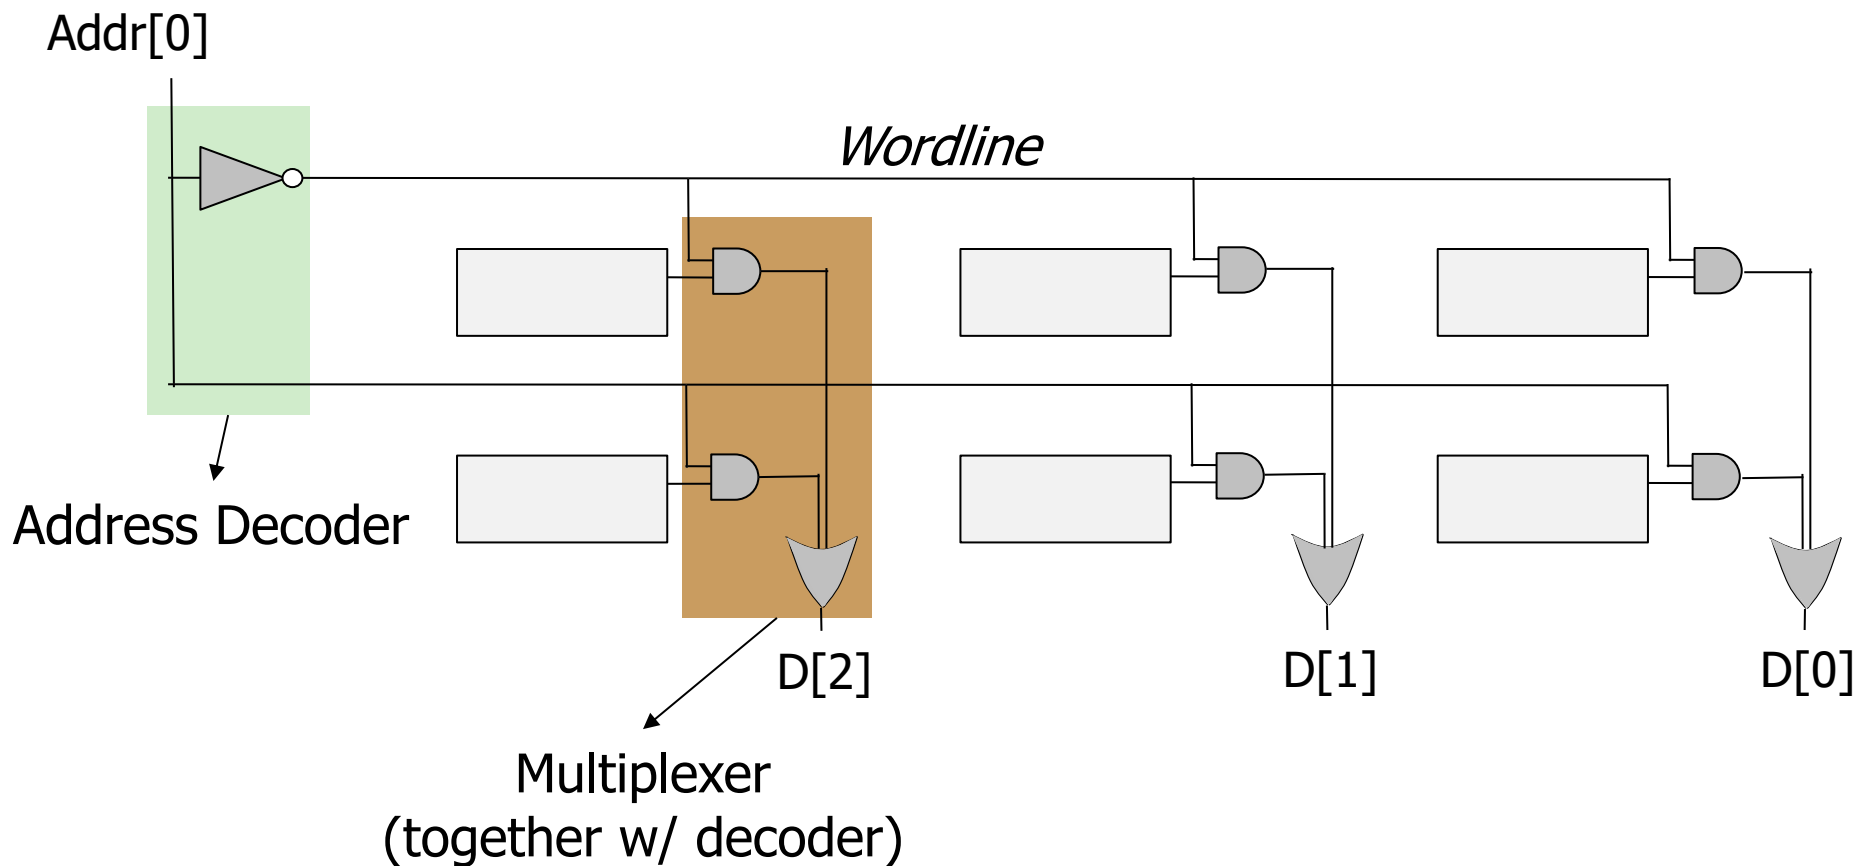 Addr[0]
Wordline
Address Decoder
D[2]
D[1]
D[0]
Multiplexer
(together w/ decoder)